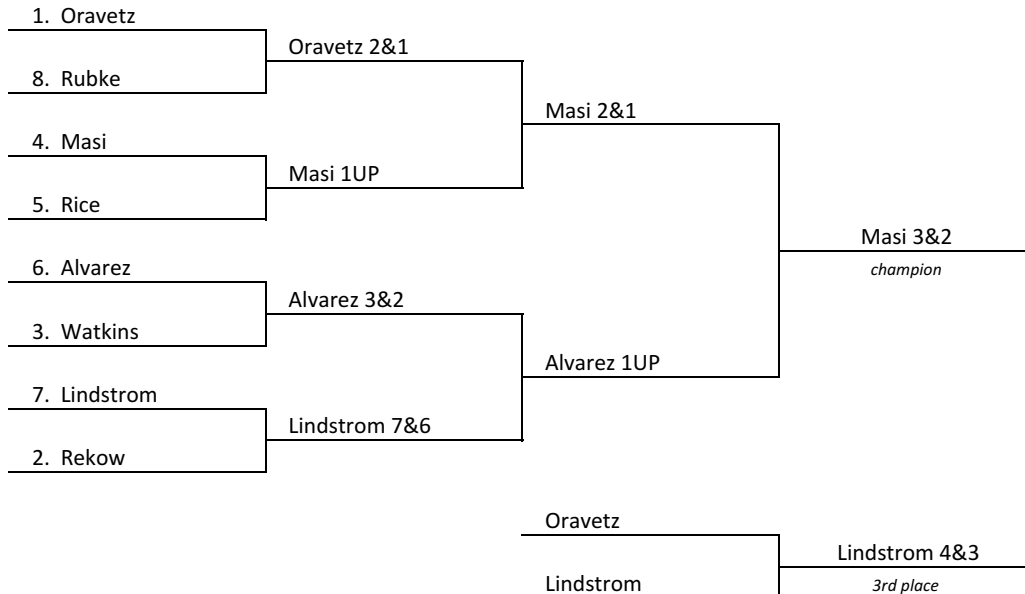 1. Oravetz
Oravetz 2&1
8. Rubke
Masi 2&1
4. Masi
Masi 1UP
5. Rice
Masi 3&2
champion
6. Alvarez
Alvarez 3&2
3. Watkins
Alvarez 1UP
7. Lindstrom
Lindstrom 7&6
2. Rekow
Oravetz
Lindstrom 4&3
Lindstrom
3rd place